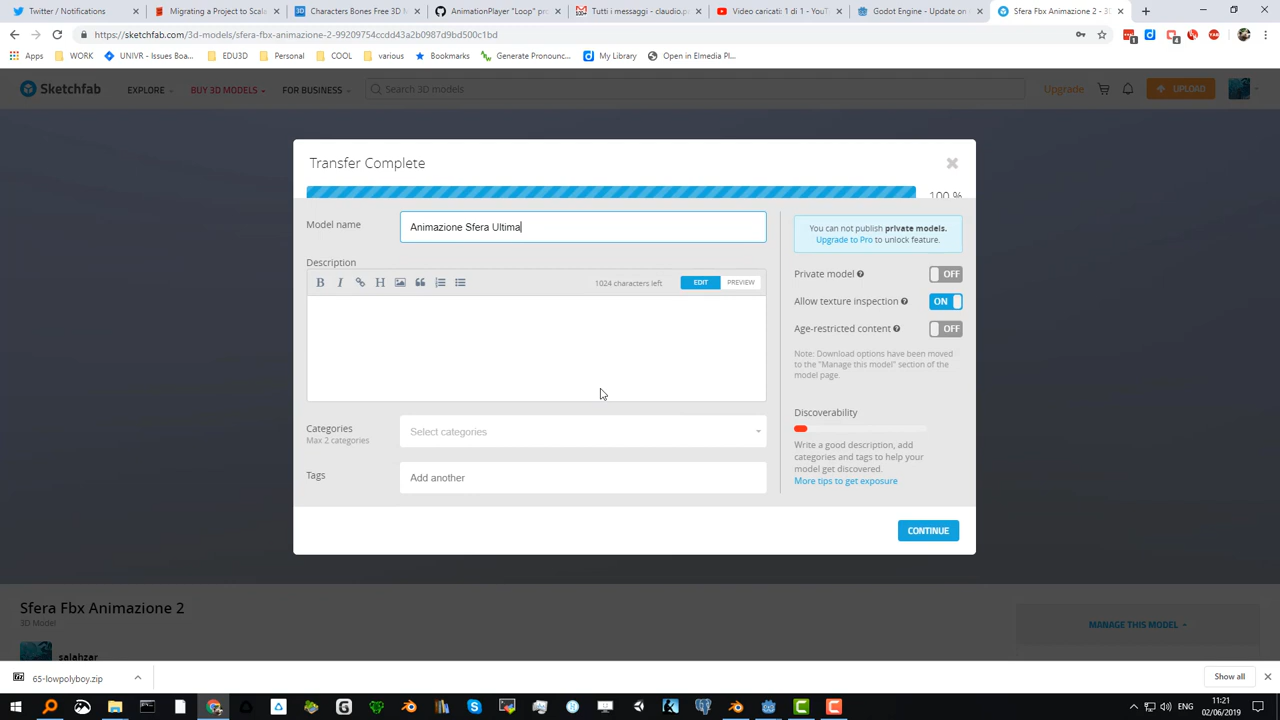 Twitter / Notifications
Migrating a Project to Scala
Characters Bones Free 3D M
AnimationPlayer "Loop" pro
Tutti i messaggi - claudio.p
Video caricati: 1 di 1 - YouT
Godot Engine - Update on
Sfera Fbx Animazione 2 - 3
https://sketchfab.com/3d-models/sfera-fbx-animazione-2-99209754ccdd43a2b0987d9bd500c1bd
Apps WORK UNIVR - Issues Boa... EDU3D Personal COOL various Bookmarks Generate Pronounc... My Library Open in Elmedia Pl...
Sketchfab EXPLORE BUY 3D MODELS FOR BUSINESS Search 3D models Upgrade UPLOAD
Transfer Complete
100 %
Model name Animazione Sfera Ultima
Description
B I H 1024 characters left EDIT PREVIEW
Categories
Max 2 categories
Select categories
Tags Add another
You can not publish private models.
Upgrade to Pro to unlock feature.
Private model OFF
Allow texture inspection ON
Age-restricted content OFF
Note: Download options have been moved
to the "Manage this model" section of the
model page.
Discoverability
Write a good description, add
categories and tags to help your
model get discovered.
More tips to get exposure
CONTINUE
Sfera Fbx Animazione 2
3D Model
salahzar
MANAGE THIS MODEL
65-lowpolyboy.zip
Show all
ENG
11:21
02/06/2019